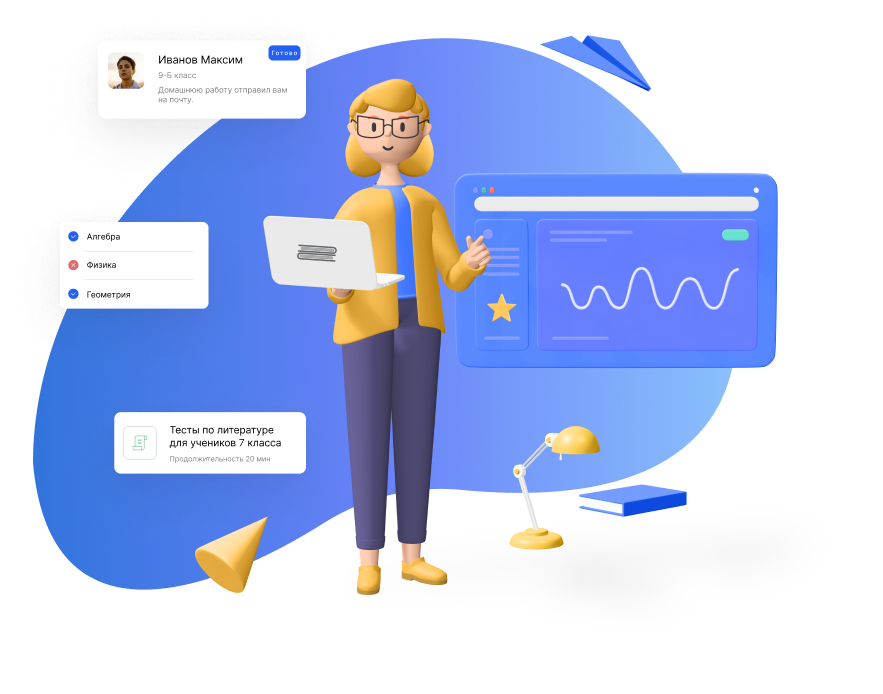 Иванов Максим
Готово
9-Б класс
Домашнюю работу отправил вам
на почту.
Алгебра
Физика
Геометрия
Тесты по литературе
для учеников 7 класса
Продолжительность 20 мин